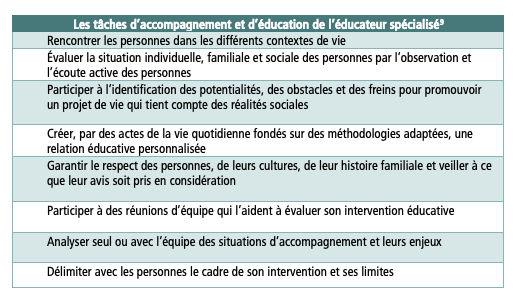 Les tâches d’accompagnement et d’éducation de l’éducateur spécialisé⁹
Rencontrer les personnes dans les différents contextes de vie
Évaluer la situation individuelle, familiale et sociale des personnes par l’observation et
l’écoute active des personnes
Participer à l’identification des potentialités, des obstacles et des freins pour promouvoir
un projet de vie qui tient compte des réalités sociales
Créer, par des actes de la vie quotidienne fondés sur des méthodologies adaptées, une
relation éducative personnalisée
Garantir le respect des personnes, de leurs cultures, de leur histoire familiale et veiller à ce
que leur avis soit pris en considération
Participer à des réunions d’équipe qui l’aident à évaluer son intervention éducative
Analyser seul ou avec l’équipe des situations d’accompagnement et leurs enjeux
Délimiter avec les personnes le cadre de son intervention et ses limites